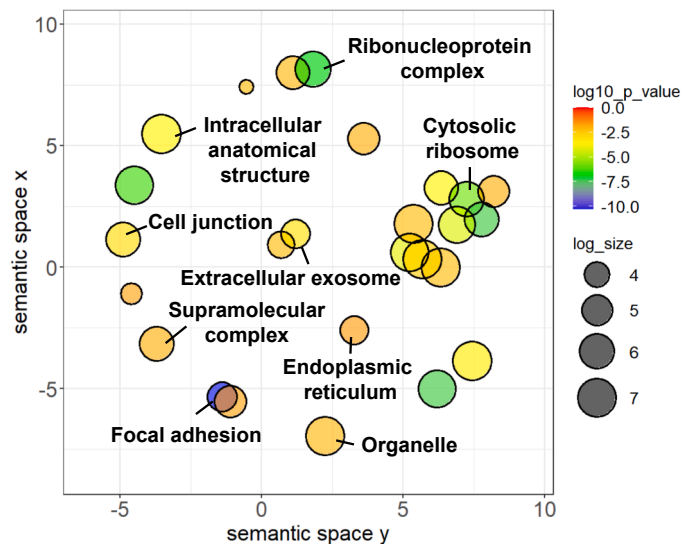 10
5
0
-5
semantic space x
Ribonucleoprotein
complex
Intracellular
anatomical
structure
Cytosolic
ribosome
Cell junction
Extracellular exosome
Supramolecular
complex
Endoplasmic
reticulum
Focal adhesion
Organelle
-5
0
5
10
semantic space y
log10_p_value
0.0
-2.5
-5.0
-7.5
-10.0
log_size
4
5
6
7